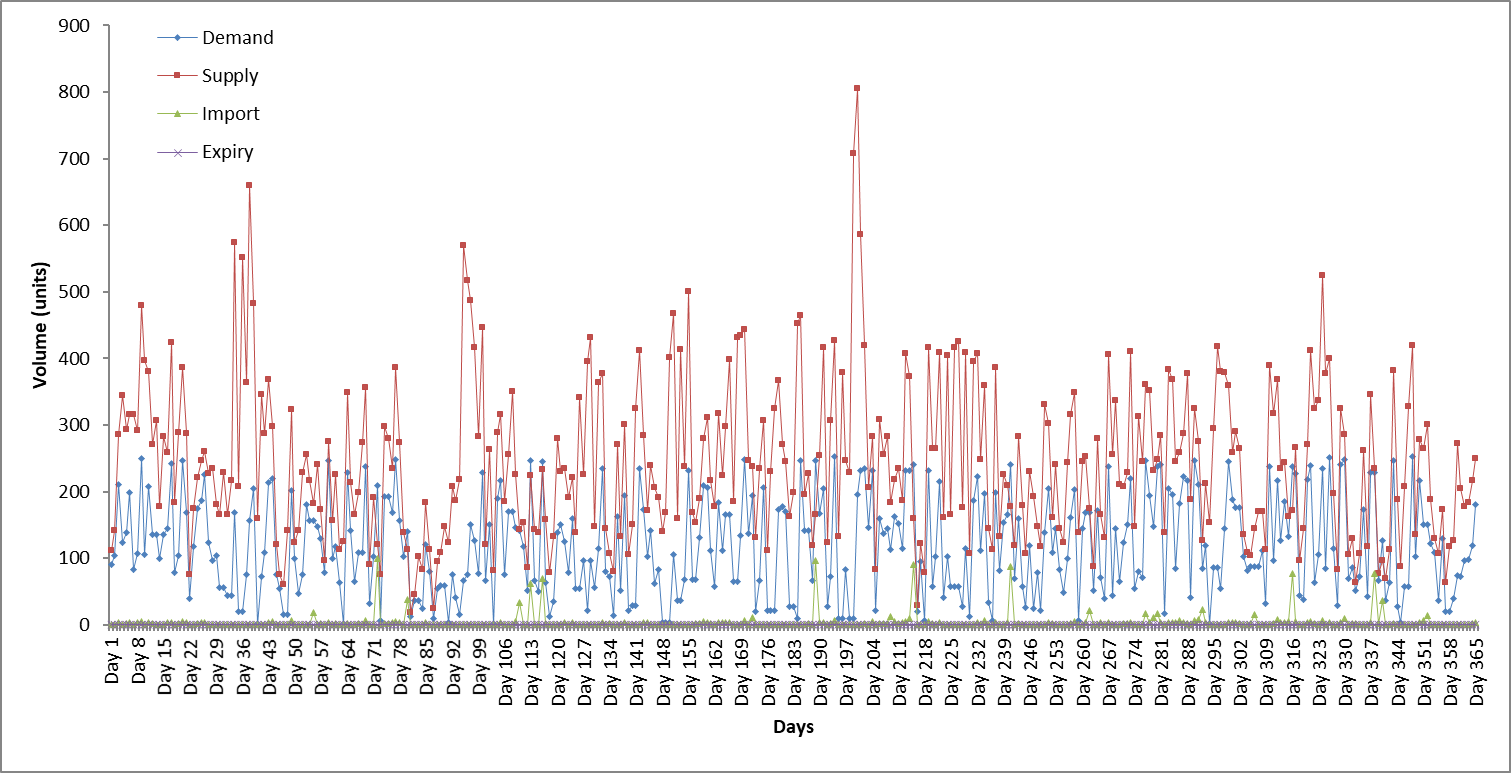 900
800
700
600
500
400
300
200
100
0
Volume (units)
Demand
Supply
Import
Expiry
Day 1
Day 8
Day 15
Day 22
Day 29
Day 36
Day 43
Day 50
Day 57
Day 64
Day 71
Day 78
Day 85
Day 92
Day 99
Day 106
Day 113
Day 120
Day 127
Day 134
Day 141
Day 148
Day 155
Day 162
Day 169
Day 176
Day 183
Day 190
Day 197
Day 204
Day 211
Day 218
Day 225
Day 232
Day 239
Day 246
Day 253
Day 260
Day 267
Day 274
Day 281
Day 288
Day 295
Day 302
Day 309
Day 316
Day 323
Day 330
Day 337
Day 344
Day 351
Day 358
Day 365
Days